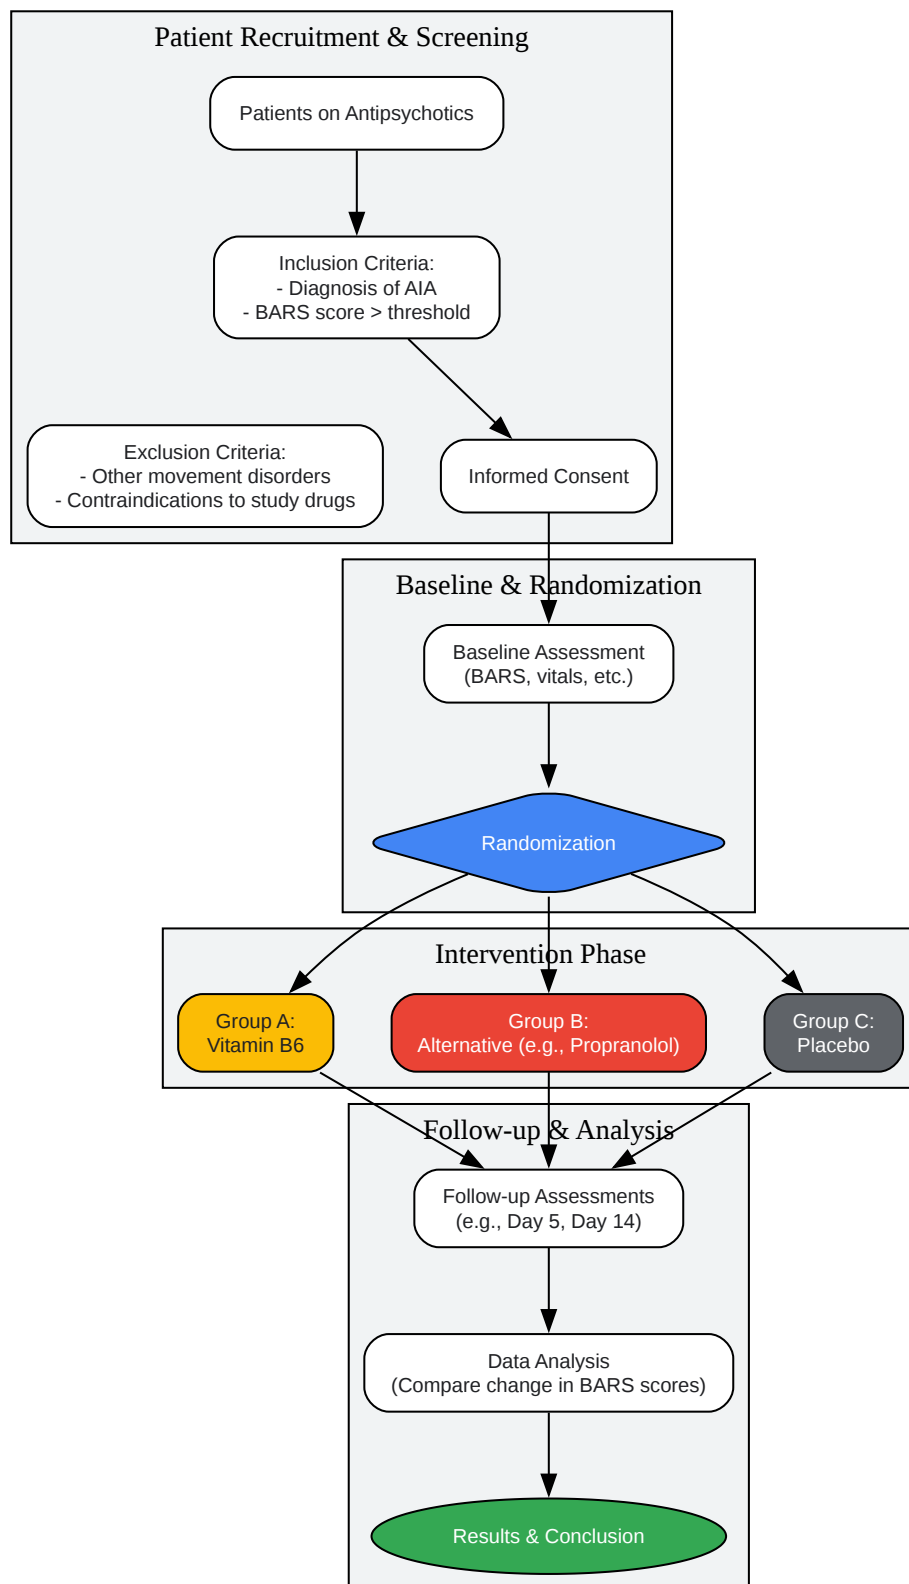 Patient Recruitment & Screening
Patients on Antipsychotics
Inclusion Criteria:
- Diagnosis of AIA
- BARS score > threshold
Exclusion Criteria:
- Other movement disorders
- Contraindications to study drugs
Informed Consent
Baseline & Randomization
Baseline Assessment
(BARS, vitals, etc.)
Randomization
Intervention Phase
Group A:
Vitamin B6
Group B:
Alternative (e.g., Propranolol)
Group C:
Placebo
Follow-up & Analysis
Follow-up Assessments
(e.g., Day 5, Day 14)
Data Analysis
(Compare change in BARS scores)
Results & Conclusion